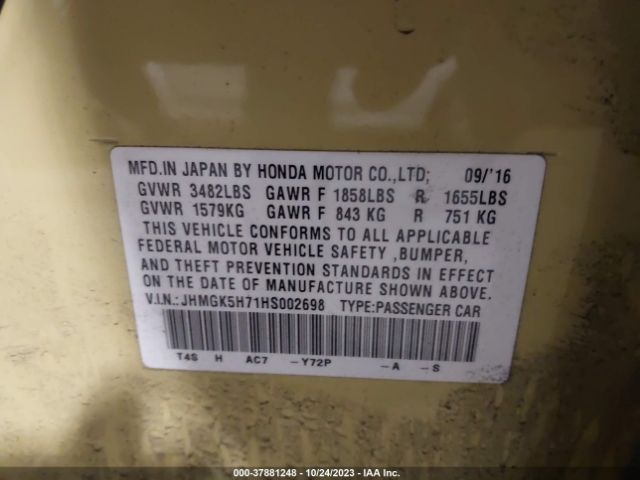 MFD.IN JAPAN BY HONDA MOTOR CO.,LTD; 09/'16
GVWR 3482LBS GAWR F 1858LBS R 1655LBS
GVWR 1579KG GAWR F 843 KG R 751 KG
THIS VEHICLE CONFORMS TO ALL APPLICABLE
FEDERAL MOTOR VEHICLE SAFETY ,BUMPER,
AND THEFT PREVENTION STANDARDS IN EFFECT
ON THE DATE OF MANUFACTURE SHOWN ABOVE.
V.I.N.:JHMGK5H71HS002698 TYPE:PASSENGER CAR
T4S H AC7 -Y72P -A -S
000-37881248 - 10/24/2023 - IAA Inc.